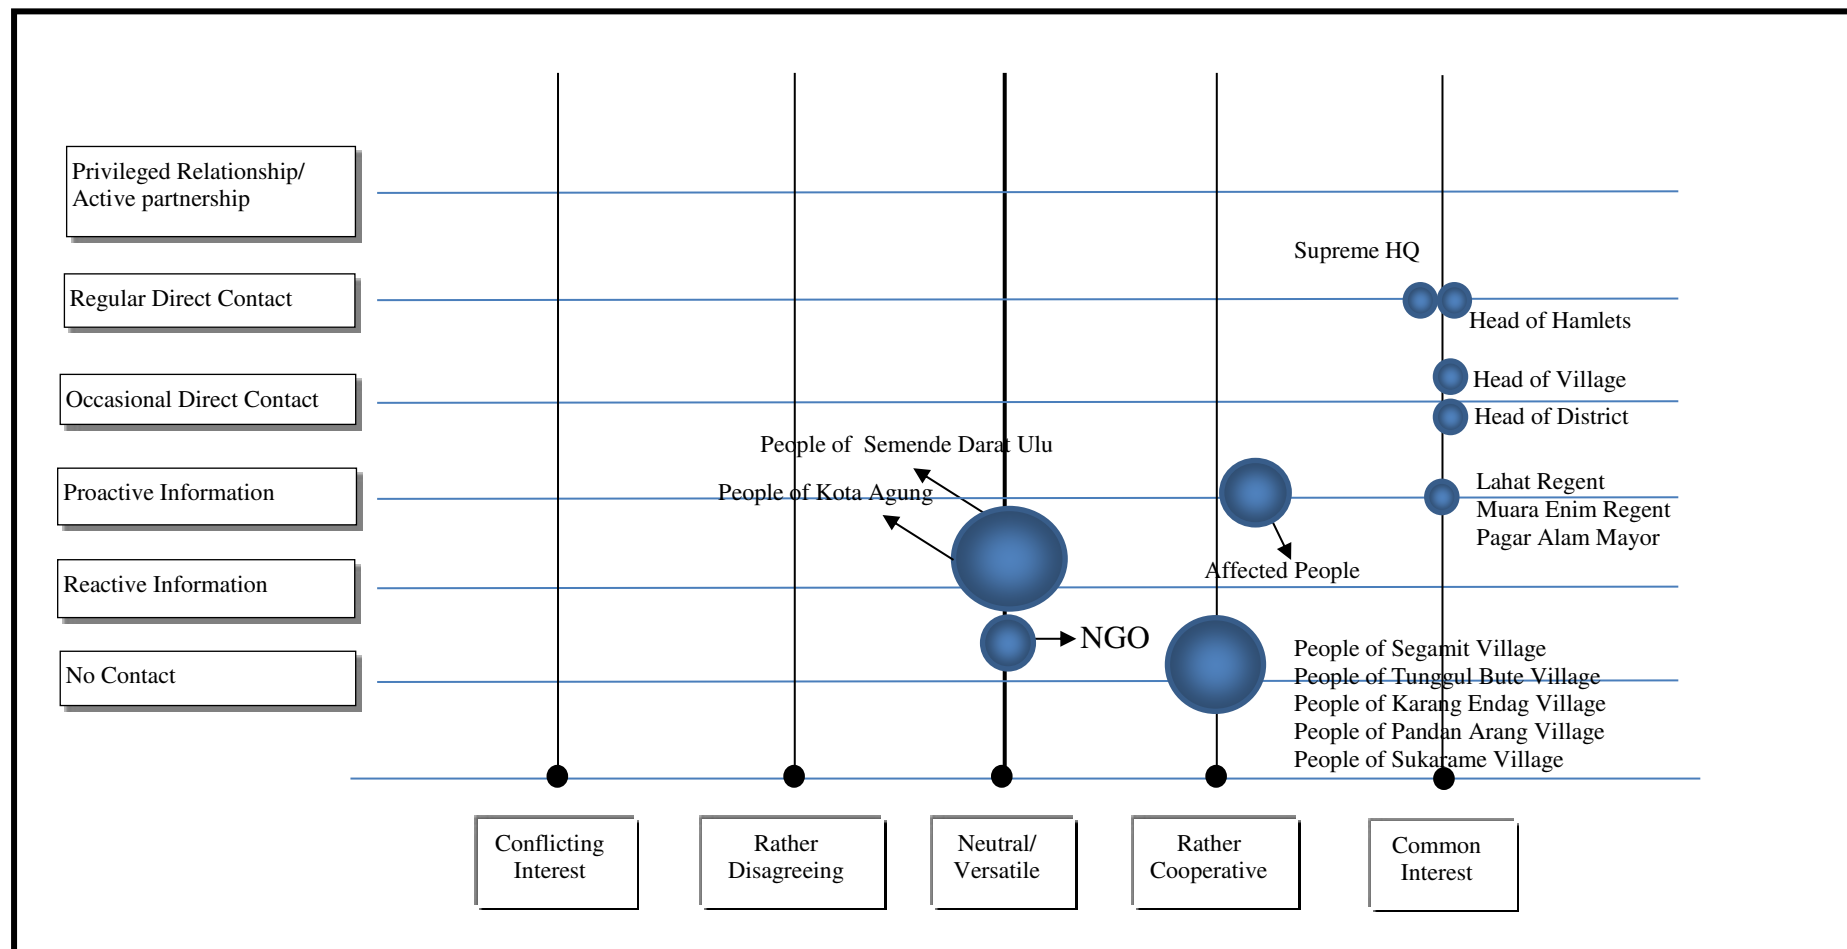 Privileged Relationship/
Active partnership
Supreme HQ
Regular Direct Contact
Head of Hamlets
Head of Village
Occasional Direct Contact
Head of District
People of Semende Darat Ulu
Proactive Information
People of Kota Agung
Lahat Regent
Muara Enim Regent
Pagar Alam Mayor
Reactive Information
Affected People
NGO
No Contact
People of Segamit Village
People of Tunggul Bute Village
People of Karang Endag Village
People of Pandan Arang Village
People of Sukarame Village
Conflicting
Interest
Rather
Disagreeing
Neutral/
Versatile
Rather
Cooperative
Common
Interest